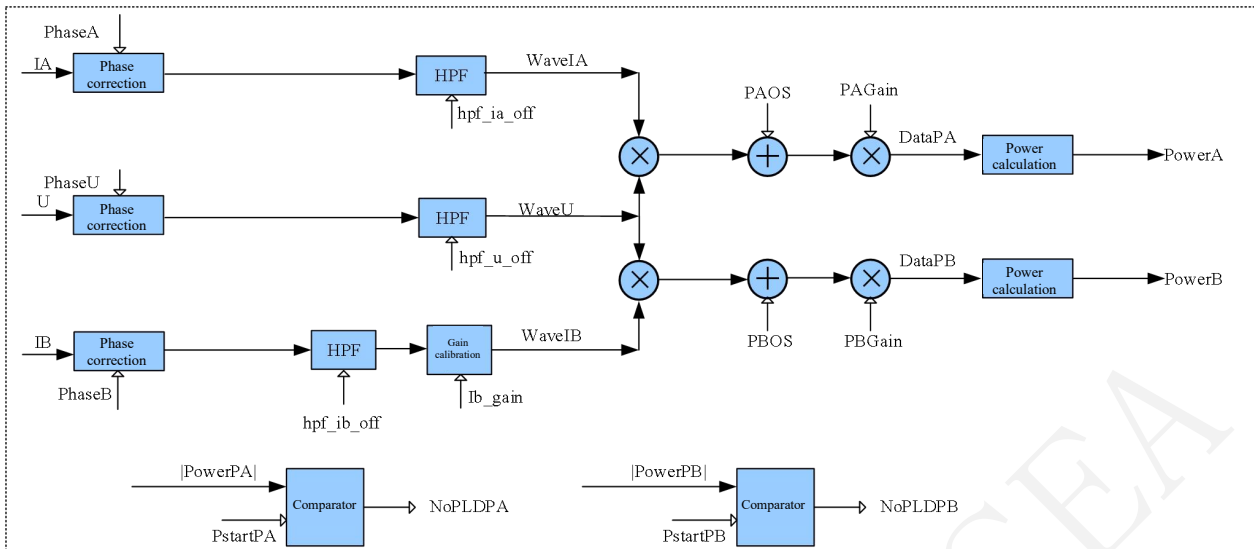 PhaseA
IA
Phase
correction
HPF
WaveIA
hpf_ia_off
PAOS
PAGain
DataPA
Power
calculation
PowerA
PhaseU
U
Phase
correction
HPF
WaveU
hpf_u_off
DataPB
Power
calculation
PowerB
PBOS
PBGain
IB
Phase
correction
HPF
Gain
calibration
WaveIB
PhaseB
hpf_ib_off
Ib_gain
|PowerPA|
Comparator
NoPLDPA
PstartPA
|PowerPB|
Comparator
NoPLDPB
PstartPB
GEA